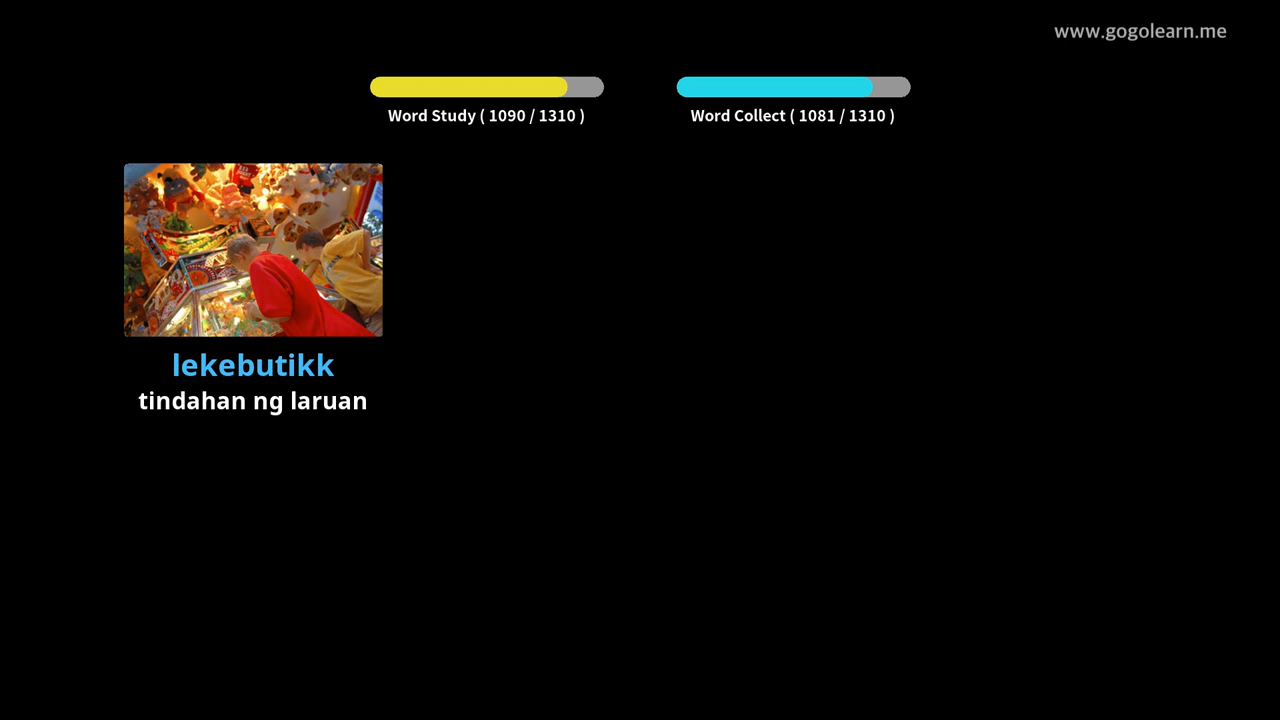 www.gogolearn.me
Word Study ( 1090 / 1310 )
Word Collect ( 1081 / 1310 )
lekebutikk
tindahan ng laruan